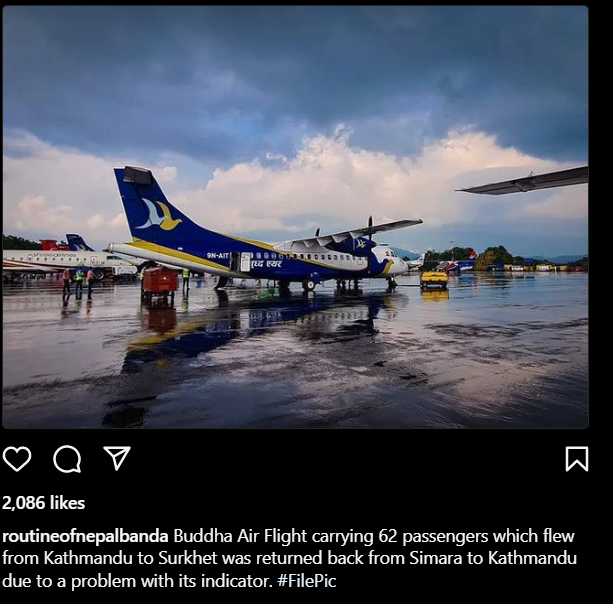 shree airlines
9N-AIT
बुद्ध एयर
2,086 likes
routineofnepalbanda Buddha Air Flight carrying 62 passengers which flew
from Kathmandu to Surkhet was returned back from Simara to Kathmandu
due to a problem with its indicator. #FilePic